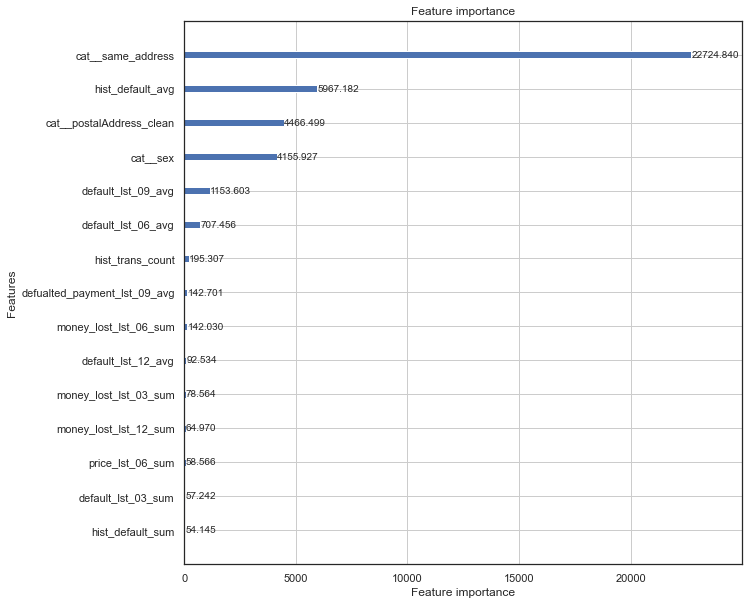 Feature importance
cat__same_address 22724.840
hist_default_avg 5967.182
cat__postalAddress_clean 4466.499
cat__sex 4155.927
default_lst_09_avg 1153.603
default_lst_06_avg 707.456
hist_trans_count 195.307
defualted_payment_lst_09_avg 142.701
money_lost_lst_06_sum 142.030
default_lst_12_avg 92.534
money_lost_lst_03_sum 78.564
money_lost_lst_12_sum 64.970
price_lst_06_sum 58.566
default_lst_03_sum 57.242
hist_default_sum 54.145
Features
0 5000 10000 15000 20000
Feature importance